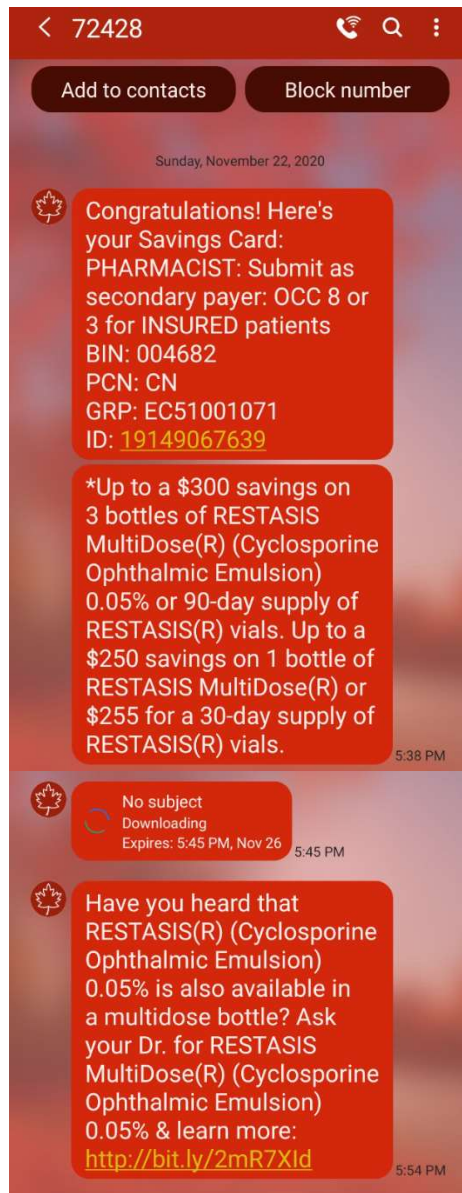 72428
Add to contacts
Block number
Sunday, November 22, 2020
Congratulations! Here's
your Savings Card:
PHARMACIST: Submit as
secondary payer: OCC 8 or
3 for INSURED patients
BIN: 004682
PCN: CN
GRP: EC51001071
ID: 19149067639
*Up to a $300 savings on
3 bottles of RESTASIS
MultiDose(R) (Cyclosporine
Ophthalmic Emulsion)
0.05% or 90-day supply of
RESTASIS(R) vials. Up to a
$250 savings on 1 bottle of
RESTASIS MultiDose(R) or
$255 for a 30-day supply of
RESTASIS(R) vials.
5:38 PM
No subject
Downloading
Expires: 5:45 PM, Nov 26
5:45 PM
Have you heard that
RESTASIS(R) (Cyclosporine
Ophthalmic Emulsion)
0.05% is also available in
a multidose bottle? Ask
your Dr. for RESTASIS
MultiDose(R) (Cyclosporine
Ophthalmic Emulsion)
0.05% & learn more:
http://bit.ly/2mR7XId
5:54 PM